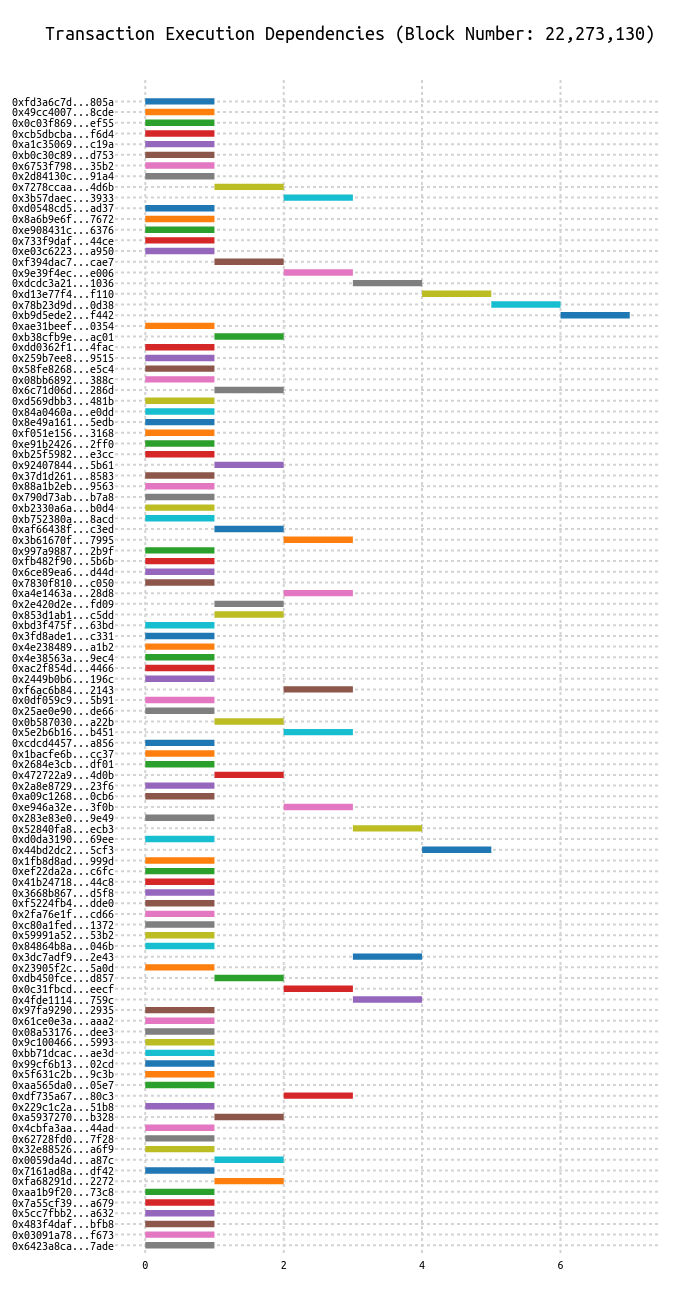 Transaction Execution Dependencies (Block Number: 22,273,130)
0xfd3a6c7d...805a
0x49cc4007...8cde
0x0c03f869...ef55
0xcb5dbcba...f6d4
0xa1c35069...c19a
0xb0c30c89...d753
0x6753f798...35b2
0x2d84130c...91a4
0x7278ccaa...4d6b
0x3b57daec...3933
0xd0548cd5...ad37
0x8a6b9e6f...7672
0xe908431c...6376
0x733f9daf...44ce
0xe03c6223...a950
0xf394dac7...cae7
0x9e39f4ec...e006
0xdcdc3a21...1036
0xd13e77f4...f110
0x78b23d9d...0d38
0xb9d5ede2...f442
0xae31beef...0354
0xb38cfb9e...ac01
0xdd0362f1...4fac
0x259b7ee8...9515
0x58fe8268...e5c4
0x08bb6892...388c
0x6c71d06d...286d
0xd569dbb3...481b
0x84a0460a...e0dd
0x8e49a161...5edb
0xf051e156...3168
0xe91b2426...2ff0
0xb25f5982...e3cc
0x92407844...5b61
0x37d1d261...8583
0x88a1b2eb...9563
0x790d73ab...b7a8
0xb2330a6a...b0d4
0xb752380a...8acd
0xaf66438f...c3ed
0x3b61670f...7995
0x997a9887...2b9f
0xfb482f90...5b6b
0x6ce89ea6...d44d
0x7830f810...c050
0xa4e1463a...28d8
0x2e420d2e...fd09
0x853d1ab1...c5dd
0xbd3f475f...63bd
0x3fd8ade1...c331
0x4e238489...a1b2
0x4e38563a...9ec4
0xac2f854d...4466
0x2449b0b6...196c
0xf6ac6b84...2143
0x0df059c9...5b91
0x25ae0e90...de66
0x0b587030...a22b
0x5e2b6b16...b451
0xcdcd4457...a856
0x1bacfe6b...cc37
0x2684e3cb...df01
0x472722a9...4d0b
0x2a8e8729...23f6
0xa09c1268...0cb6
0xe946a32e...3f0b
0x283e83e0...9e49
0x52840fa8...ecb3
0xd0da3190...69ee
0x44bd2dc2...5cf3
0x1fb8d8ad...999d
0xef22da2a...c6fc
0x41b24718...44c8
0x3668b867...d5f8
0xf5224fb4...dde0
0x2fa76e1f...cd66
0xc80a1fed...1372
0x59991a52...53b2
0x84864b8a...046b
0x3dc7adf9...2e43
0x23905f2c...5a0d
0xdb450fce...d857
0x0c31fbcd...eecf
0x4fde1114...759c
0x97fa9290...2935
0x61ce0e3a...aaa2
0x08a53176...dee3
0x9c100466...5993
0xbb71dcac...ae3d
0x99cf6b13...02cd
0x5f631c2b...9c3b
0xaa565da0...05e7
0xdf735a67...80c3
0x229c1c2a...51b8
0xa5937270...b328
0x4cbfa3aa...44ad
0x62728fd0...7f28
0x32e88526...a6f9
0x0059da4d...a87c
0x7161ad8a...df42
0xfa68291d...2272
0xaa1b9f20...73c8
0x7a55cf39...a679
0x5cc7fbb2...a632
0x483f4daf...bfb8
0x03091a78...f673
0x6423a8ca...7ade
0 2 4 6